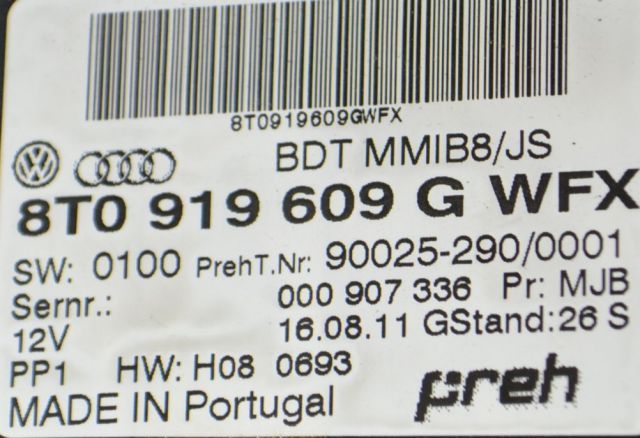 8T0919609GWFX
BDT MMIB8/JS
8T0 919 609 G WFX
SW: 0100 PrehT.Nr: 90025-290/0001
Sernr.: 000 907 336 Pr: MJB
12V 16.08.11 GStand:26 S
PP1 HW: H08 0693
MADE IN Portugal preh